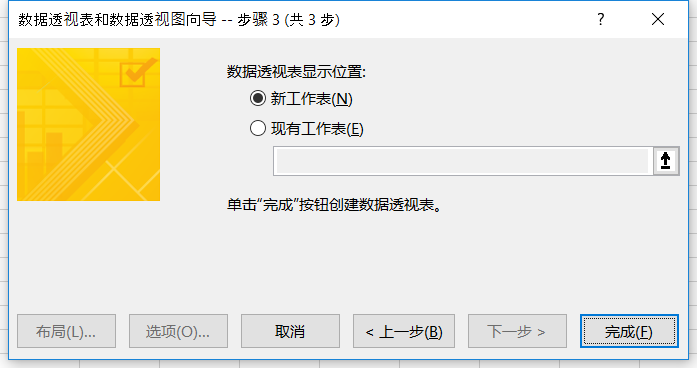 数据透视表和数据透视图向导 -- 步骤 3 (共 3 步) ?
数据透视表显示位置:
新工作表(N)
现有工作表(E)
单击“完成”按钮创建数据透视表。
布局(L)... 选项(O)... 取消 < 上一步(B) 下一步 > 完成(F)